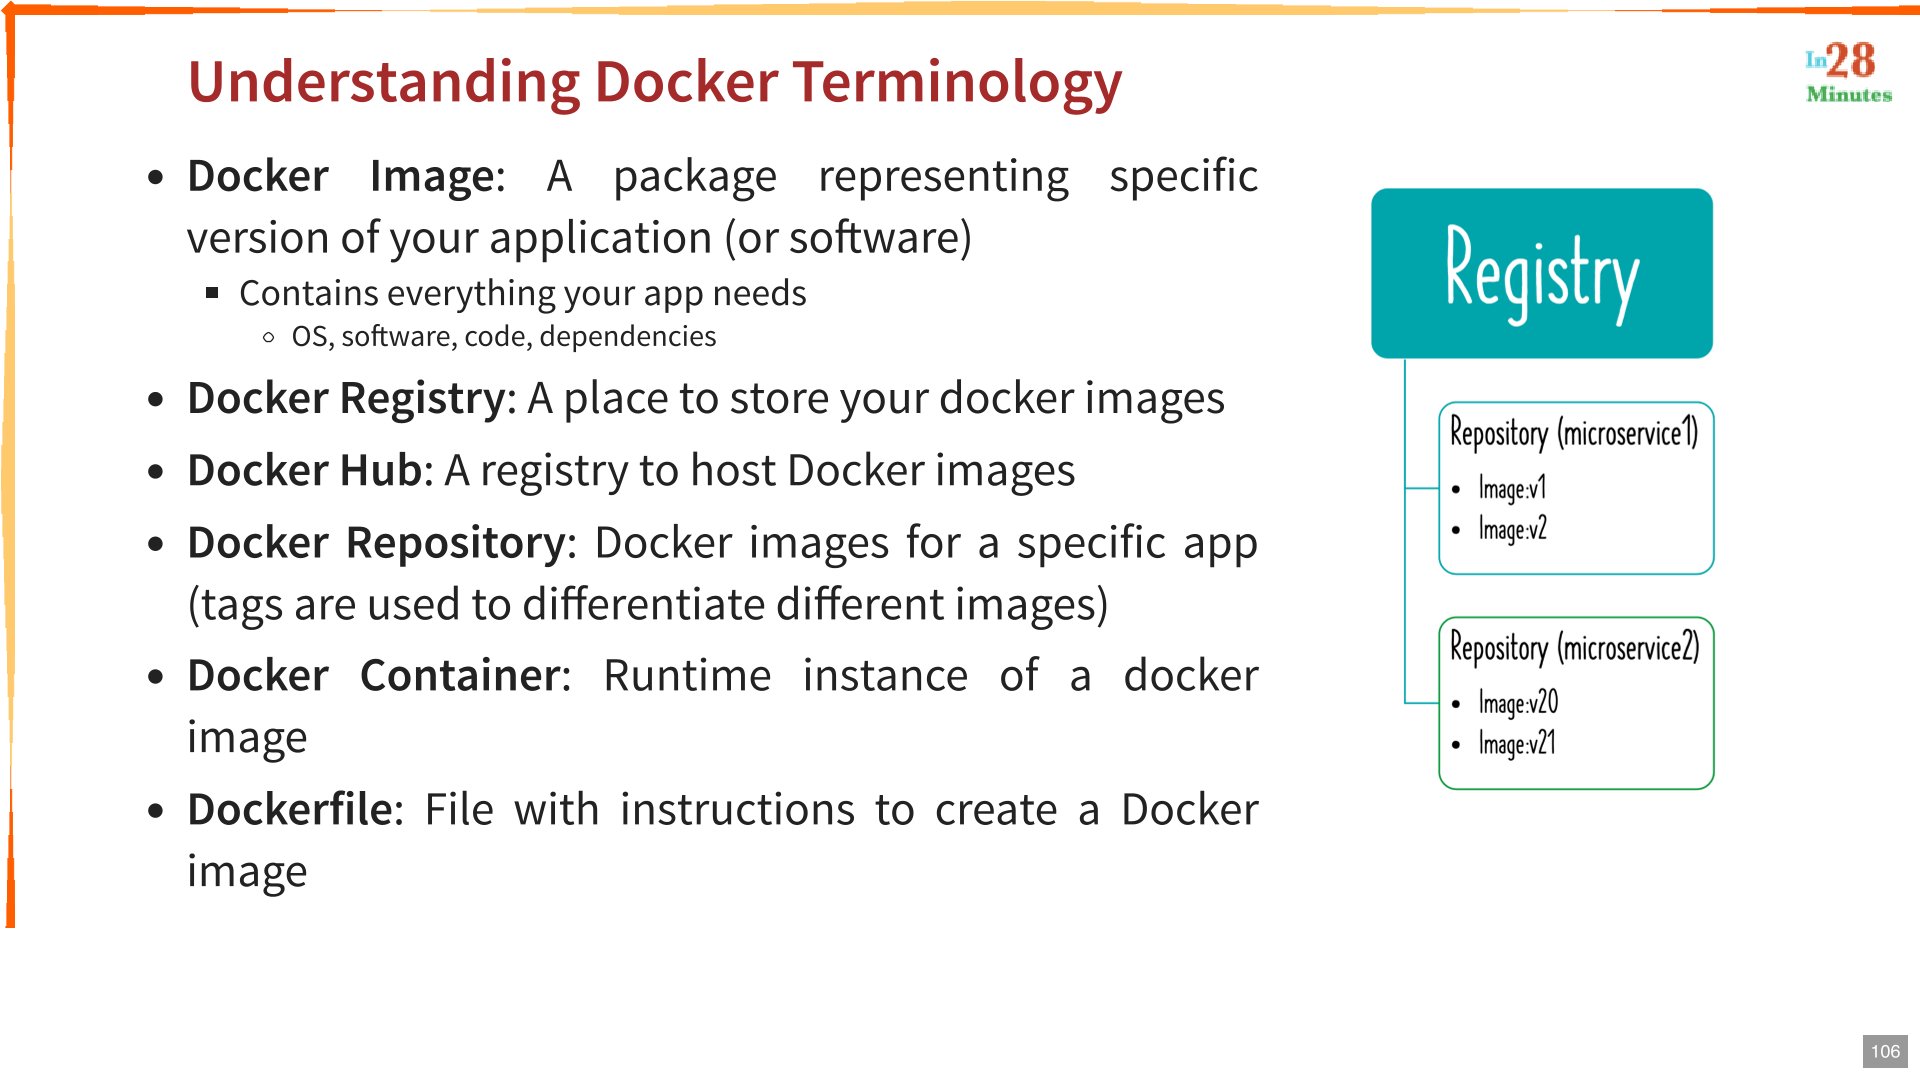 Understanding Docker Terminology
In28
Minutes
• Docker Image: A package representing specific
version of your application (or software)
▪ Contains everything your app needs
○ OS, software, code, dependencies
• Docker Registry: A place to store your docker images
• Docker Hub: A registry to host Docker images
• Docker Repository: Docker images for a specific app
(tags are used to differentiate different images)
• Docker Container: Runtime instance of a docker
image
• Dockerfile: File with instructions to create a Docker
image
Registry
Repository (microservice1)
• Image:v1
• Image:v2
Repository (microservice2)
• Image:v20
• Image:v21
106